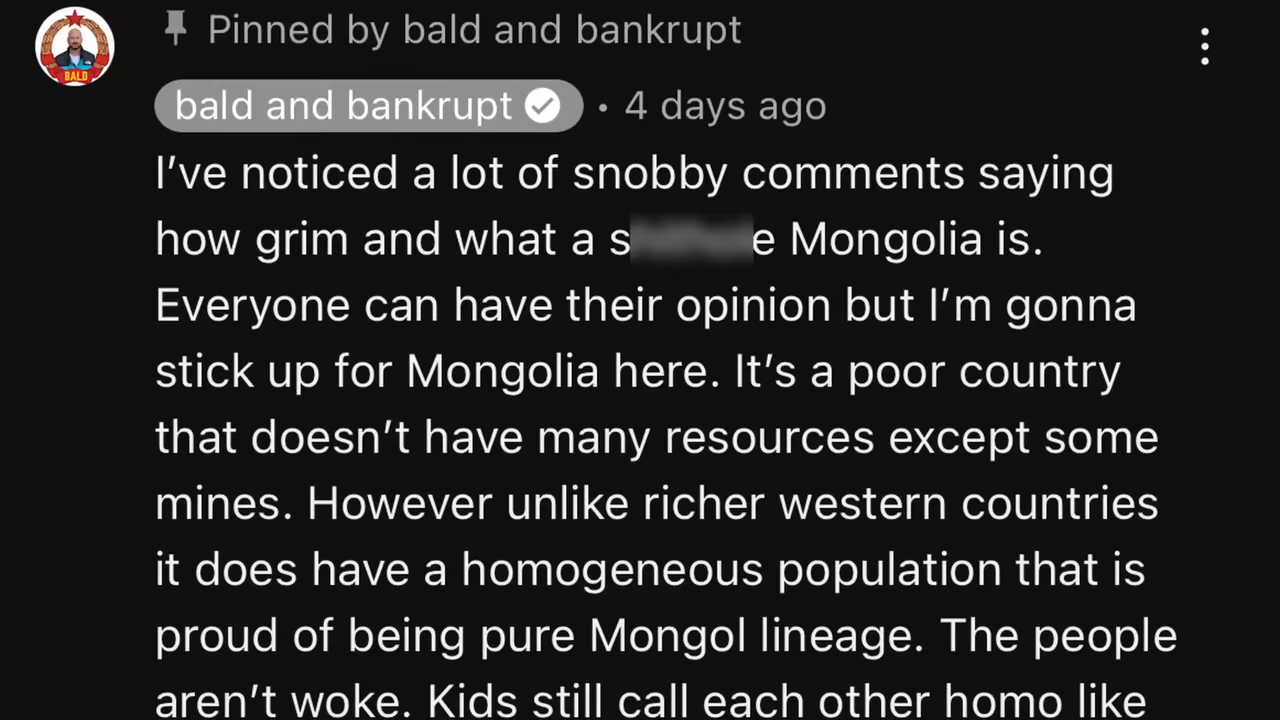 Pinned by bald and bankrupt
BALD
bald and bankrupt • 4 days ago
I've noticed a lot of snobby comments saying
how grim and what a s e Mongolia is.
Everyone can have their opinion but I'm gonna
stick up for Mongolia here. It's a poor country
that doesn't have many resources except some
mines. However unlike richer western countries
it does have a homogeneous population that is
proud of being pure Mongol lineage. The people
aren't woke. Kids still call each other homo like